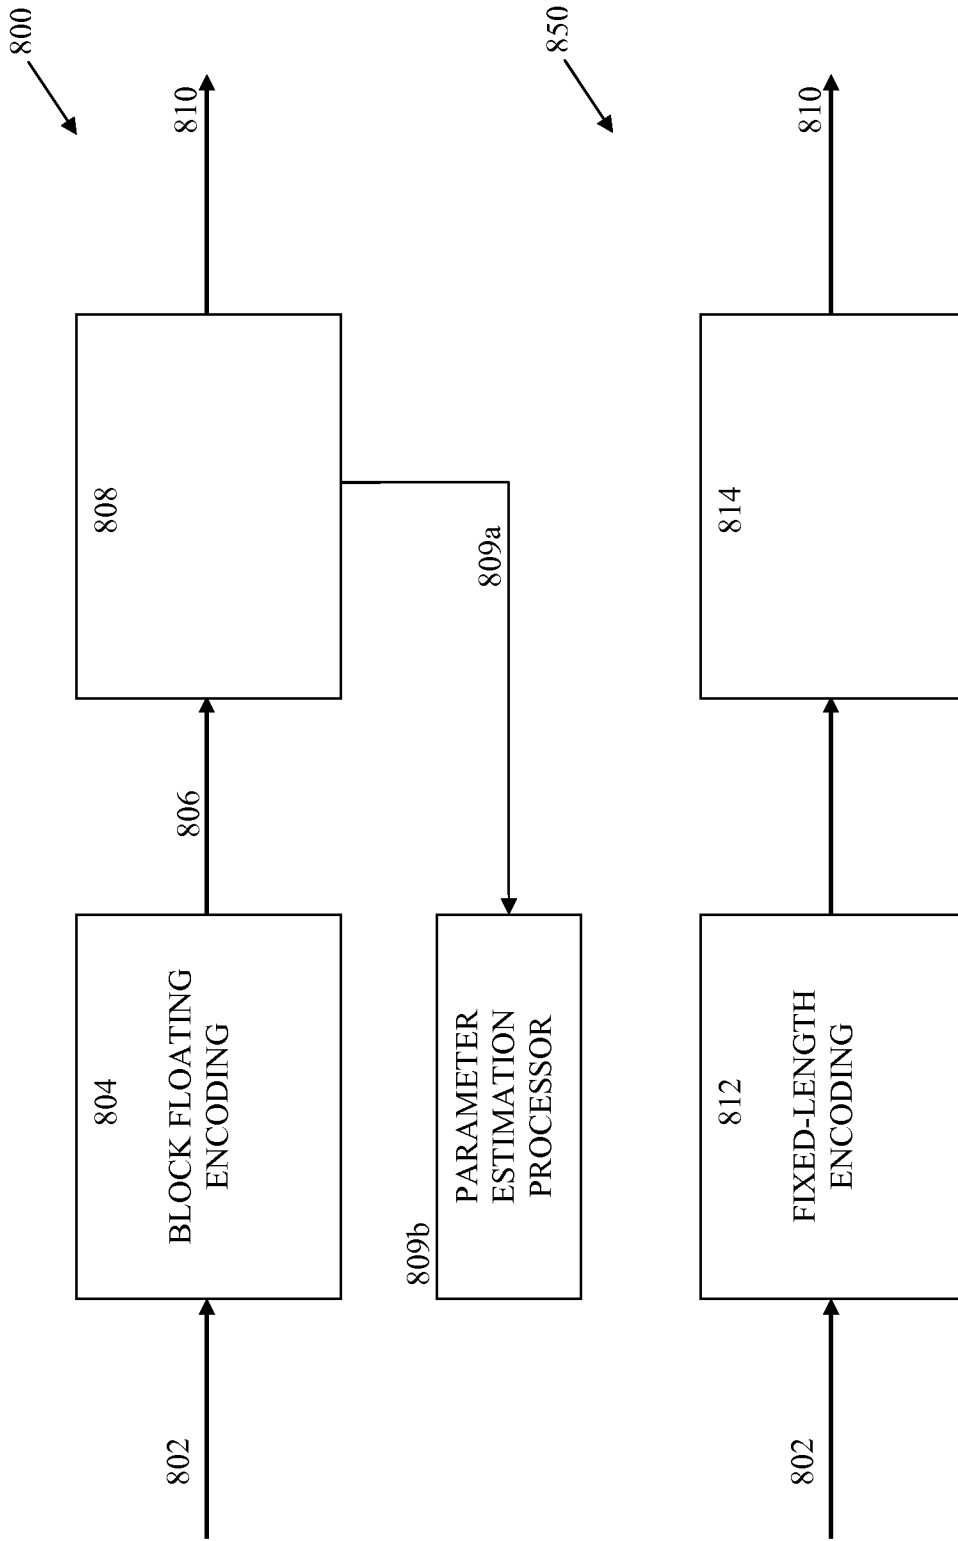 800
802
804
BLOCK FLOATING
ENCODING
806
808
810
809a
809b
PARAMETER
ESTIMATION
PROCESSOR
850
802
812
FIXED-LENGTH
ENCODING
814
810